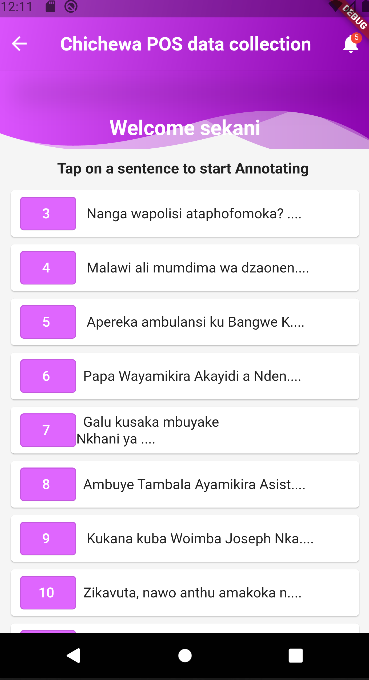 12:11
DEBUG
Chichewa POS data collection
5
Welcome sekani
Tap on a sentence to start Annotating
3 Nanga wapolisi ataphofomoka? ....
4 Malawi ali mumdima wa dzaonen....
5 Apereka ambulansi ku Bangwe K....
6 Papa Wayamikira Akayidi a Nden....
7 Galu kusaka mbuyake
Nkhani ya ....
8 Ambuye Tambala Ayamikira Asist....
9 Kukana kuba Woimba Joseph Nka....
10 Zikavuta, nawo anthu amakoka n....